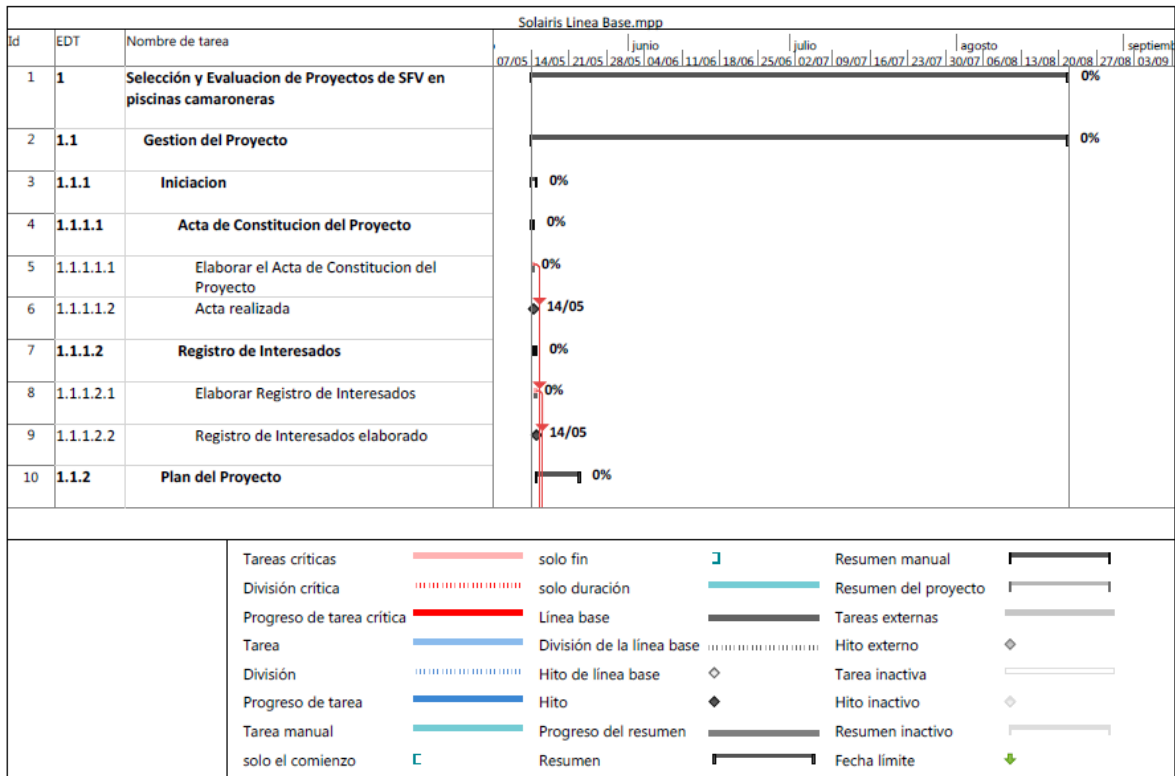 Solairis Linea Base.mpp
Id EDT Nombre de tarea junio julio agosto septiemb
07/05 14/05 21/05 28/05 04/06 11/06 18/06 25/06 02/07 09/07 16/07 23/07 30/07 06/08 13/08 20/08 27/08 03/09
1 1 Selección y Evaluacion de Proyectos de SFV en 0%
piscinas camaroneras
2 1.1 Gestion del Proyecto 0%
3 1.1.1 Iniciacion 0%
4 1.1.1.1 Acta de Constitucion del Proyecto 0%
5 1.1.1.1.1 Elaborar el Acta de Constitucion del 0%
Proyecto
6 1.1.1.1.2 Acta realizada 14/05
7 1.1.1.2 Registro de Interesados 0%
8 1.1.1.2.1 Elaborar Registro de Interesados 0%
9 1.1.1.2.2 Registro de Interesados elaborado 14/05
10 1.1.2 Plan del Proyecto 0%
Tareas críticas solo fin Resumen manual
División crítica solo duración Resumen del proyecto
Progreso de tarea crítica Línea base Tareas externas
Tarea División de la línea base Hito externo
División Hito de línea base Tarea inactiva
Progreso de tarea Hito Hito inactivo
Tarea manual Progreso del resumen Resumen inactivo
solo el comienzo Resumen Fecha límite